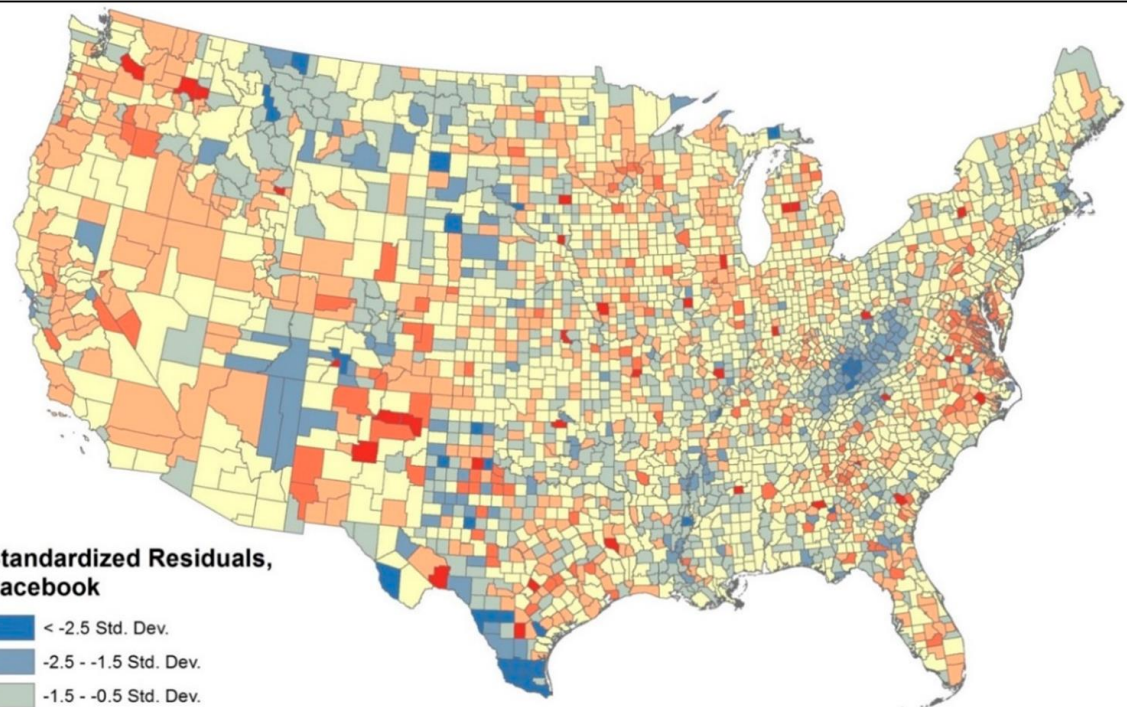 tandardized Residuals,
acebook
< -2.5 Std. Dev.
-2.5 - -1.5 Std. Dev.
-1.5 - -0.5 Std. Dev.